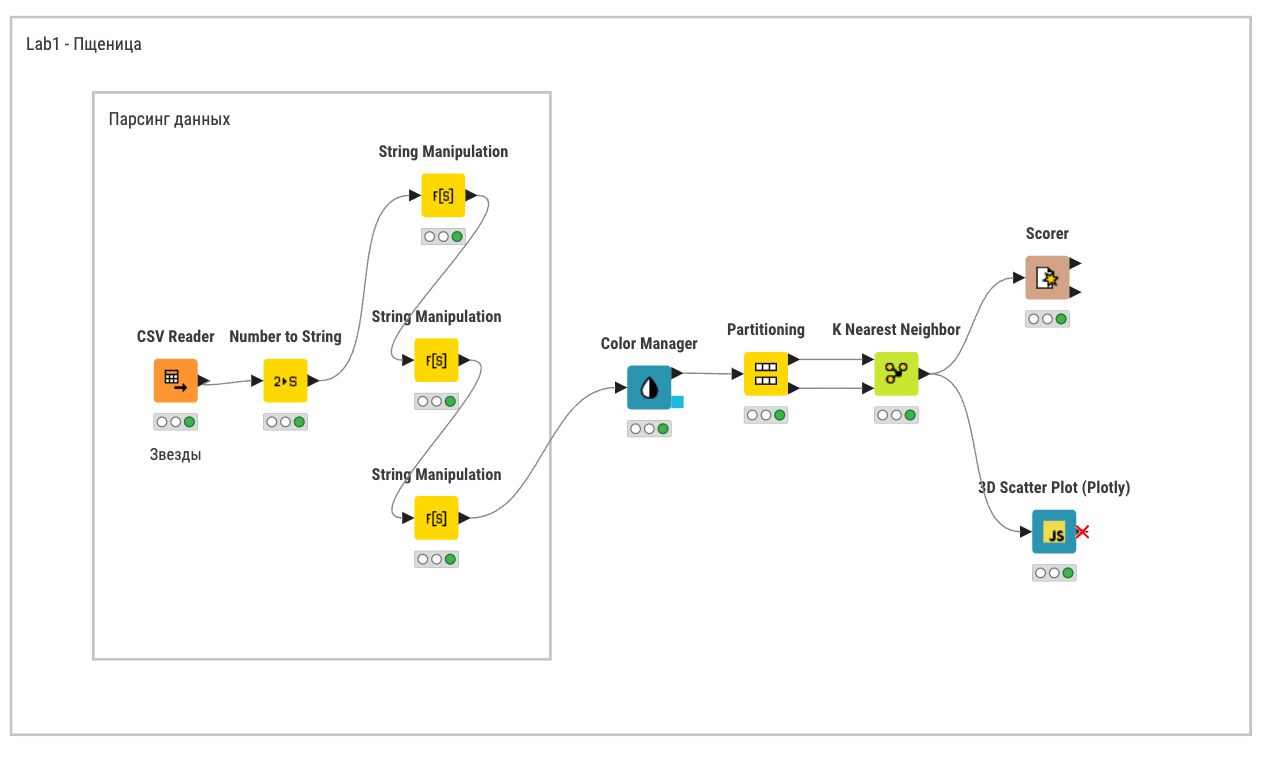 Lab1 - Пщеница
Парсинг данных
String Manipulation
F[S]
CSV Reader
Number to String
2▸S
Звезды
String Manipulation
F[S]
String Manipulation
F[S]
Color Manager
Partitioning
K Nearest Neighbor
Scorer
3D Scatter Plot (Plotly)
JS